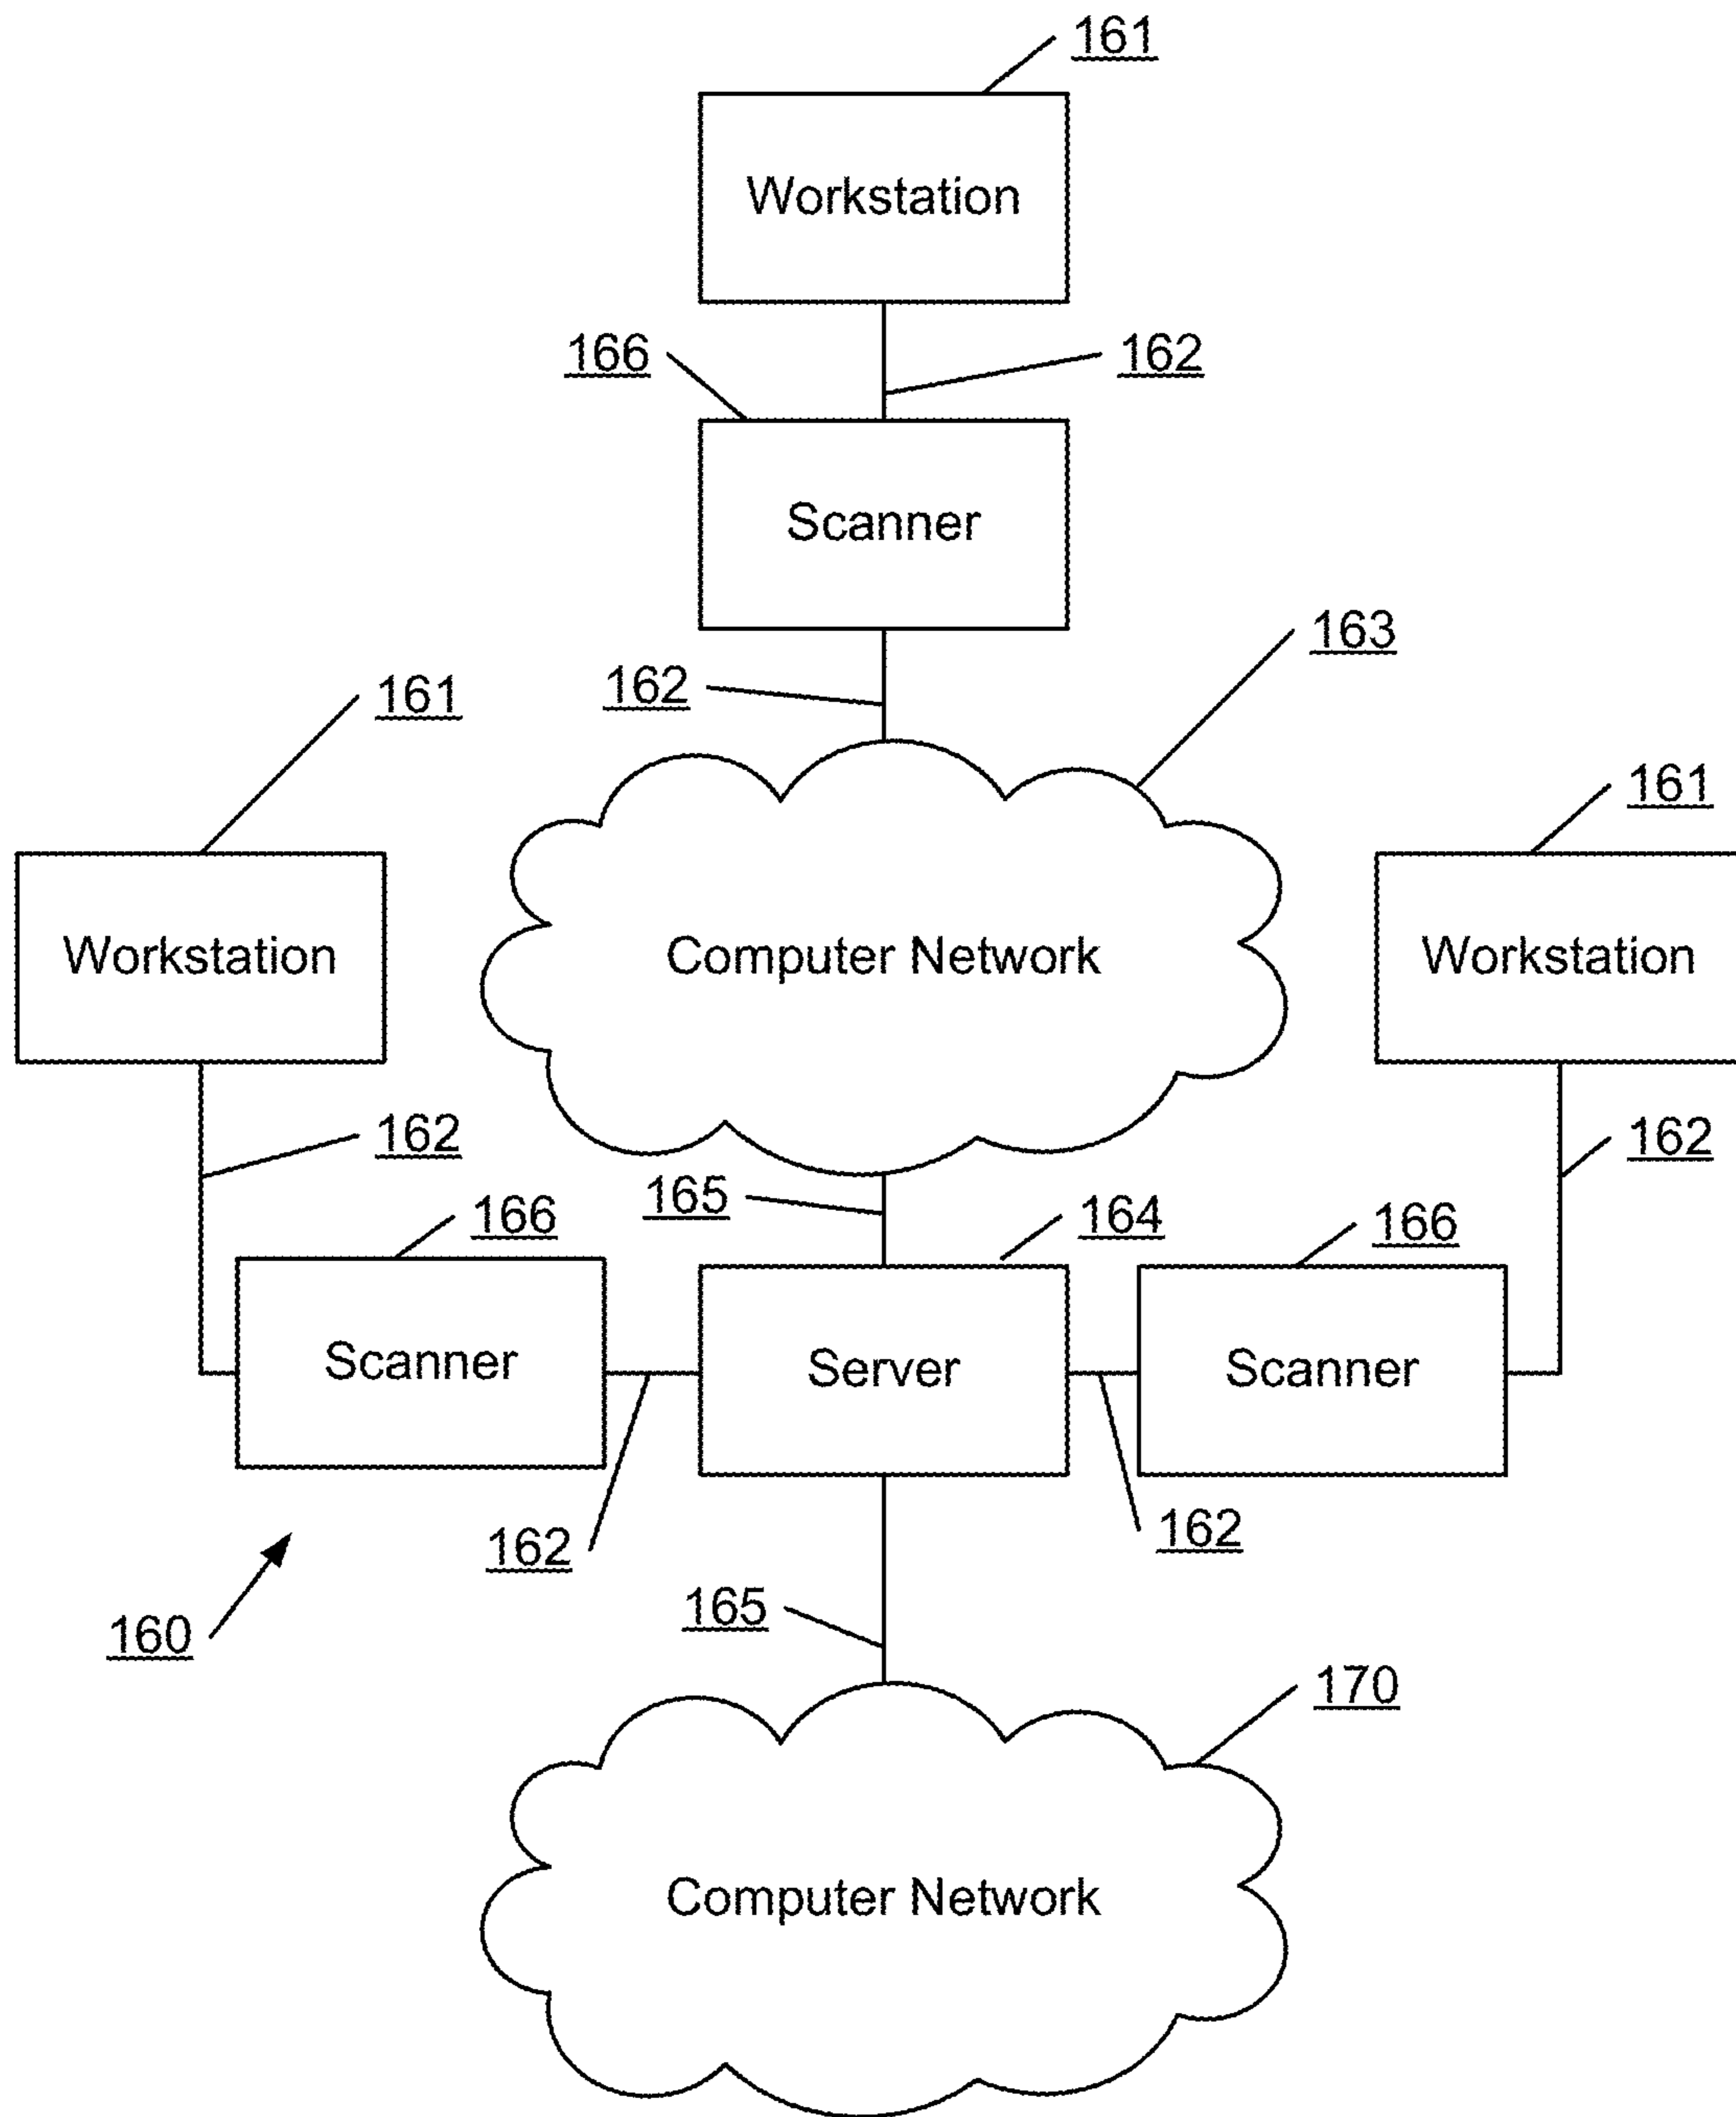 161
Workstation
166
162
Scanner
163
162
161
161
Workstation
Computer Network
Workstation
162
162
165
166
164
166
Scanner
Server
Scanner
162
162
165
160
170
Computer Network